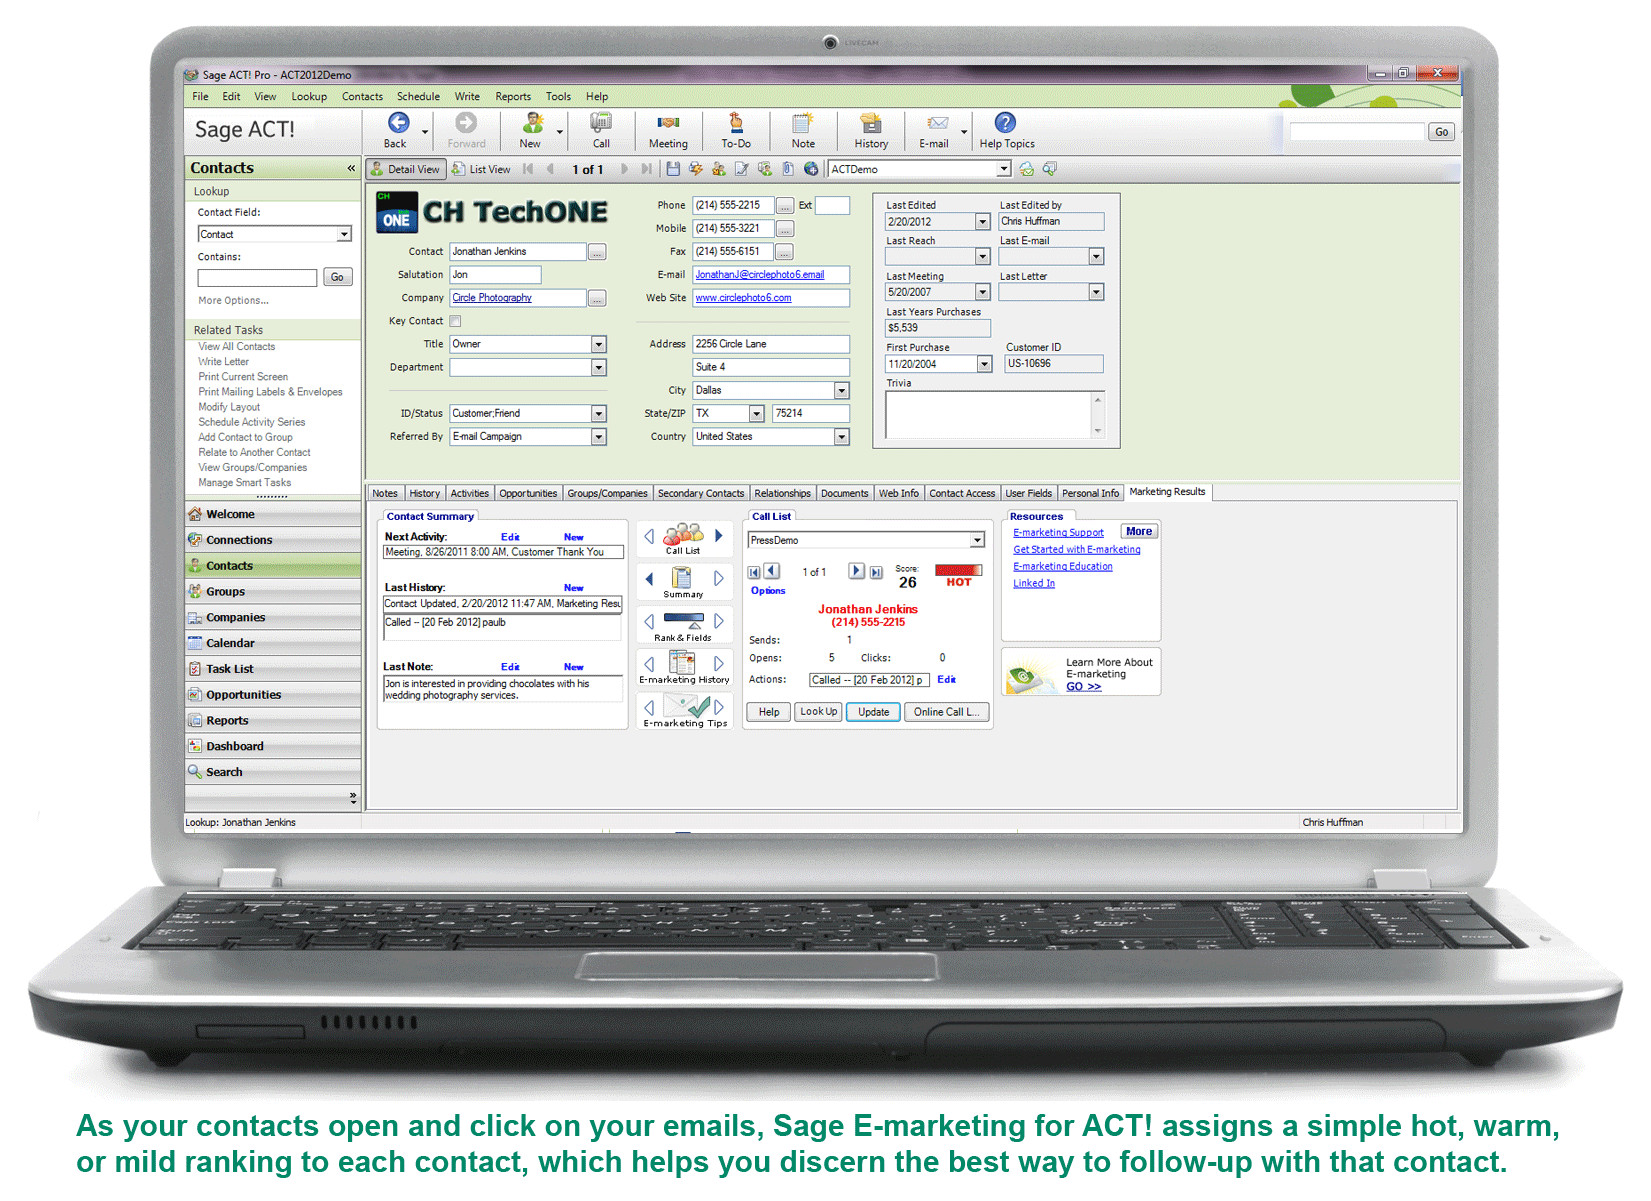 LIVECAM
Sage ACT! Pro - ACT2012Demo
File Edit View Lookup Contacts Schedule Write Reports Tools Help
Sage ACT!
Back Forward New Call Meeting To-Do Note History E-mail Help Topics
Go
Contacts «
Detail View List View 1 of 1 ACTDemo
Lookup
Contact Field:
Contact
Contains:
Go
More Options...
Related Tasks
View All Contacts
Write Letter
Print Current Screen
Print Mailing Labels & Envelopes
Modify Layout
Schedule Activity Series
Add Contact to Group
Relate to Another Contact
View Groups/Companies
Manage Smart Tasks
Welcome
Connections
Contacts
Groups
Companies
Calendar
Task List
Opportunities
Reports
Dashboard
Search
CH
ONE
CH TechONE
Contact Jonathan Jenkins ...
Salutation Jon
Company Circle Photography ...
Key Contact
Title Owner
Department
ID/Status Customer;Friend
Referred By E-mail Campaign
Phone (214) 555-2215 ... Ext
Mobile (214) 555-3221 ...
Fax (214) 555-6151 ...
E-mail JonathanJ@circlephoto6.email
Web Site www.circlephoto6.com
Address 2256 Circle Lane
Suite 4
City Dallas
State/ZIP TX 75214
Country United States
Last Edited Last Edited by
2/20/2012 Chris Huffman
Last Reach Last E-mail
Last Meeting Last Letter
5/20/2007
Last Years Purchases
$5,539
First Purchase Customer ID
11/20/2004 US-10696
Trivia
Notes History Activities Opportunities Groups/Companies Secondary Contacts Relationships Documents Web Info Contact Access User Fields Personal Info Marketing Results
Contact Summary
Next Activity: Edit New
Meeting, 8/26/2011 8:00 AM, Customer Thank You
Last History: New
Contact Updated, 2/20/2012 11:47 AM, Marketing Resu
Called -- [20 Feb 2012] paulb
Last Note: Edit New
Jon is interested in providing chocolates with his
wedding photography services.
Call List
Summary
Rank & Fields
E-marketing History
E-marketing Tips
Call List
PressDemo
1 of 1 Score: 26 HOT
Options
Jonathan Jenkins
(214) 555-2215
Sends: 1
Opens: 5 Clicks: 0
Actions: Called -- [20 Feb 2012] p Edit
Help Look Up Update Online Call L...
Resources
E-marketing Support More
Get Started with E-marketing
E-marketing Education
Linked In
Learn More About
E-marketing
GO >>
Lookup: Jonathan Jenkins Chris Huffman
As your contacts open and click on your emails, Sage E-marketing for ACT! assigns a simple hot, warm,
or mild ranking to each contact, which helps you discern the best way to follow-up with that contact.